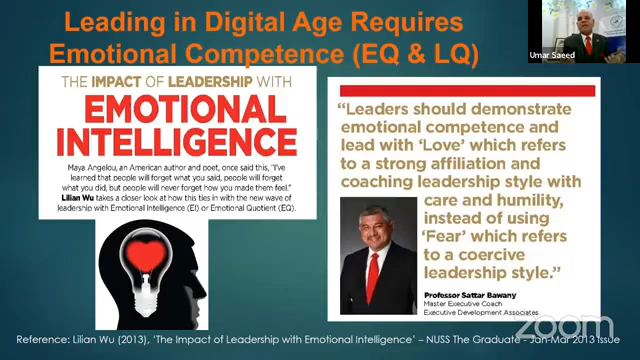 Leading in Digital Age Requires
Emotional Competence (EQ & LQ)
Umar Saeed
THE IMPACT OF LEADERSHIP WITH
EMOTIONAL
INTELLIGENCE
Maya Angelou, an American author and poet, once said this, "I've
learned that people will forget what you said, people will forget
what you did, but people will never forget how you made them feel."
Lilian Wu takes a closer look at how this ties in with the new wave of
leadership with Emotional Intelligence (EI) or Emotional Quotient (EQ).
“Leaders should demonstrate
emotional competence and
lead with ‘Love’ which refers
to a strong affiliation and
coaching leadership style with
care and humility,
instead of using
‘Fear’ which refers
to a coercive
leadership style.”
Professor Sattar Bawany
Master Executive Coach
Executive Development Associates
zoom
Reference: Lilian Wu (2013), ‘The Impact of Leadership with Emotional Intelligence’ – NUSS The Graduate - Jan-Mar 2013 Issue